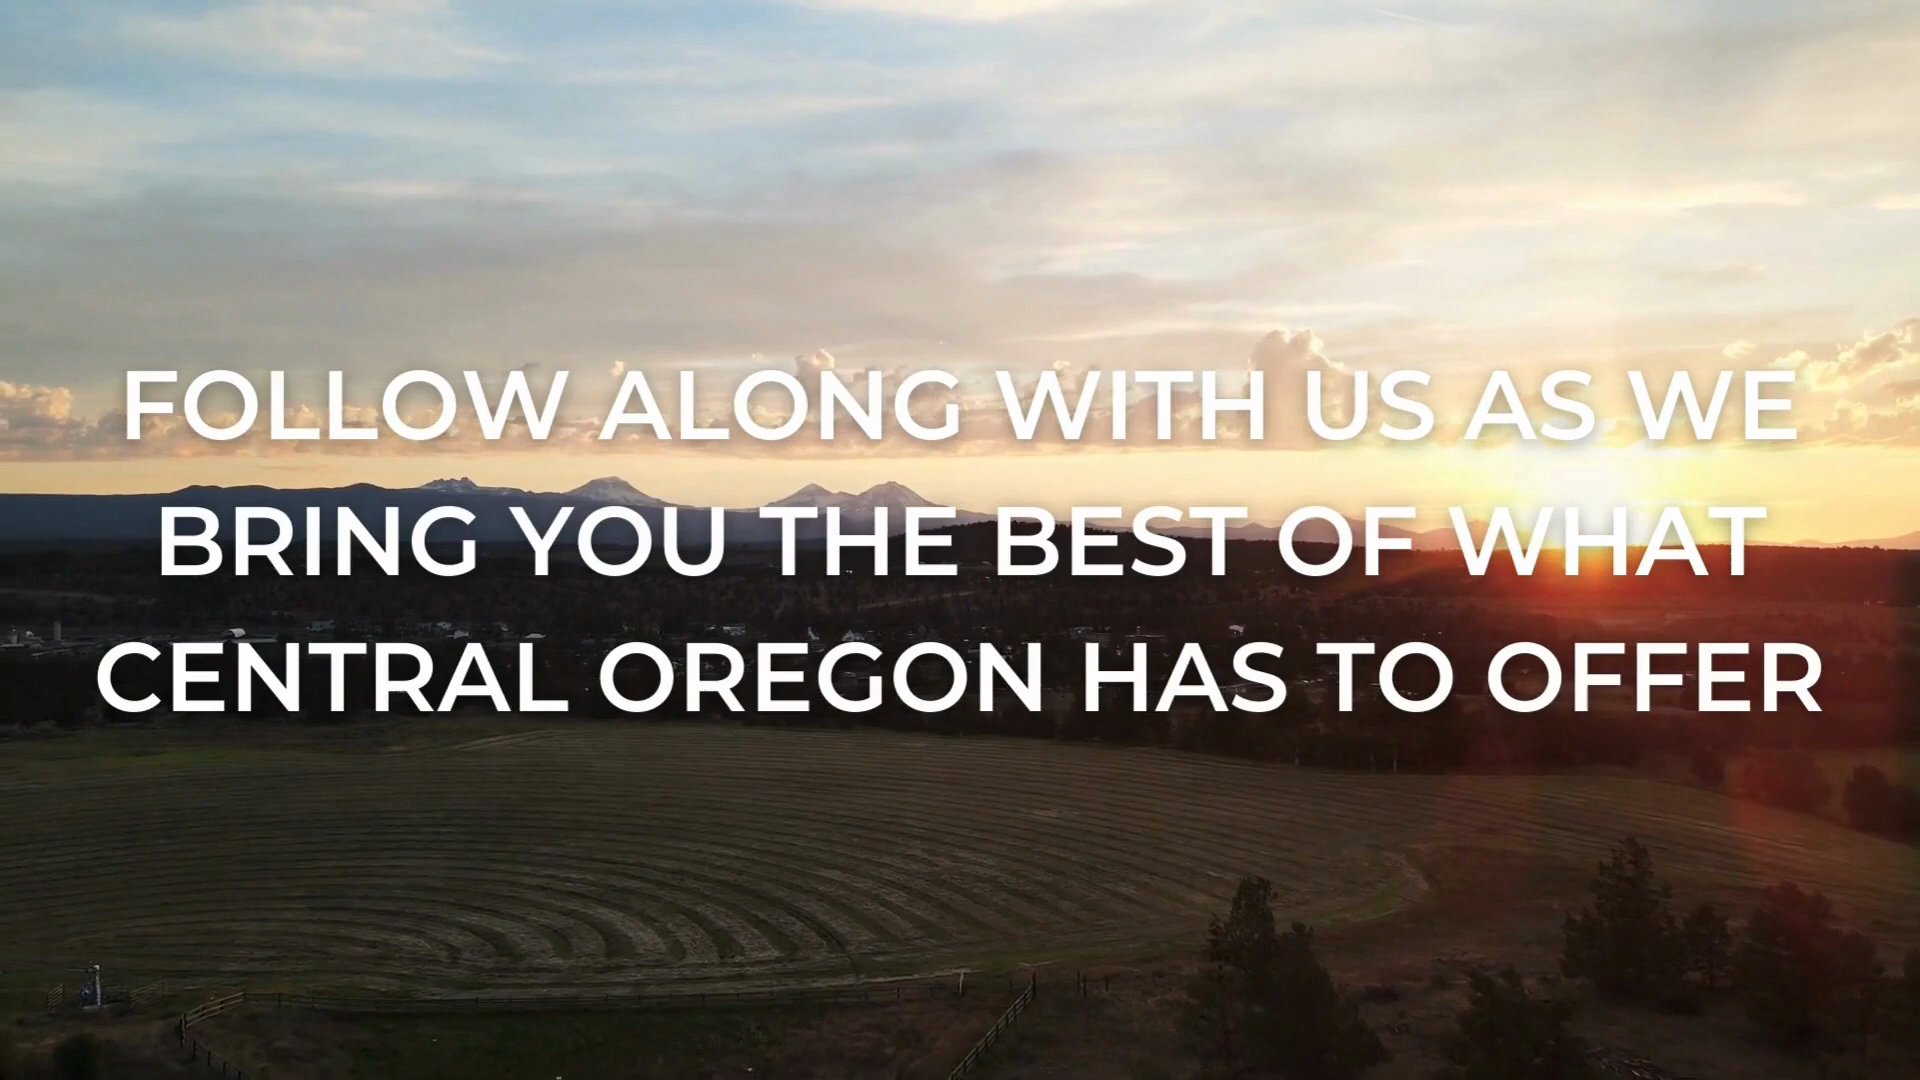 FOLLOW ALONG WITH US AS WE
BRING YOU THE BEST OF WHAT
CENTRAL OREGON HAS TO OFFER